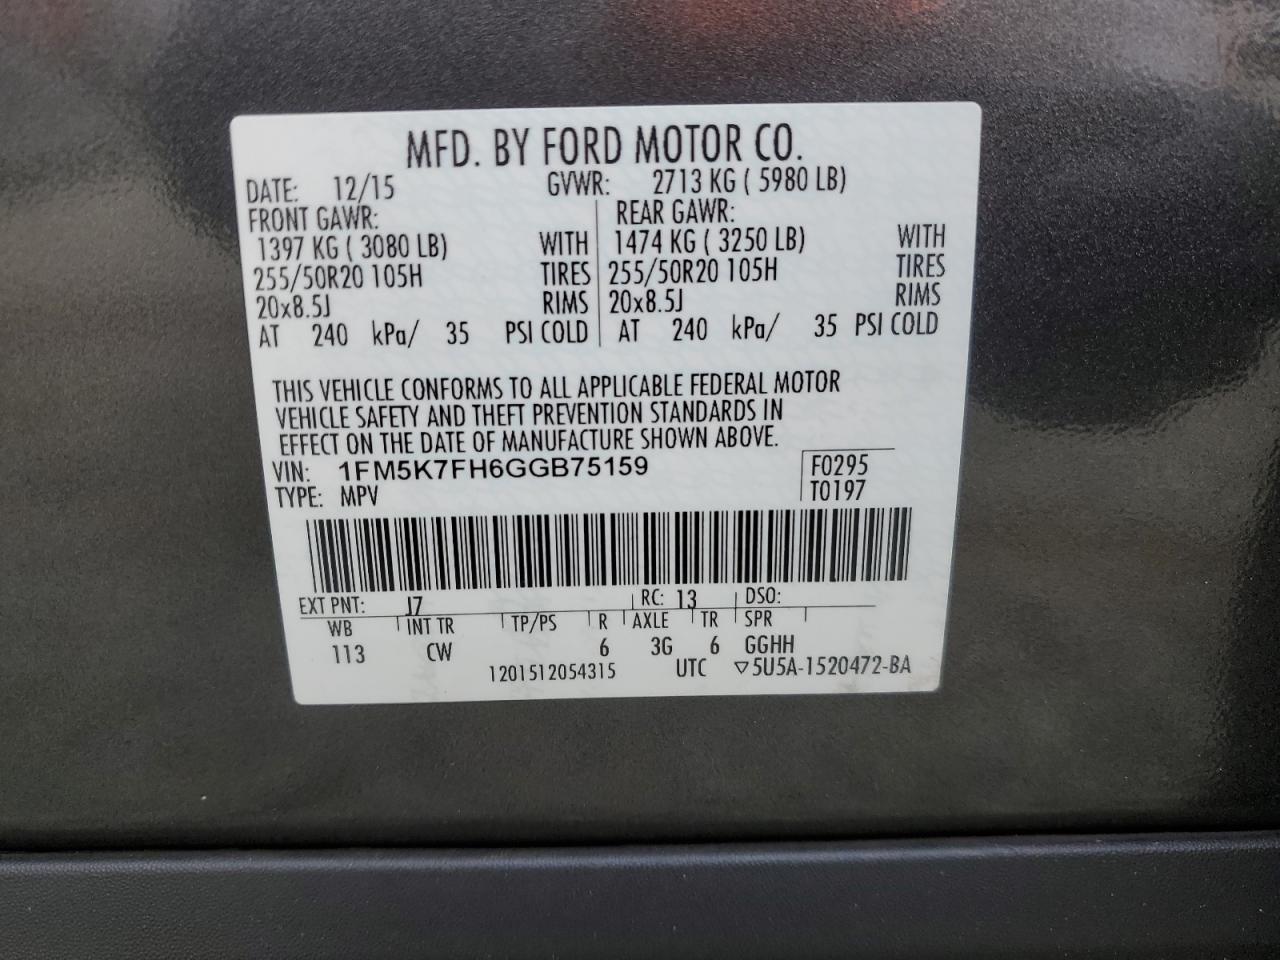 MFD. BY FORD MOTOR CO.
DATE: 12/15 GVWR: 2713 KG ( 5980 LB)
FRONT GAWR: REAR GAWR:
1397 KG ( 3080 LB) WITH 1474 KG ( 3250 LB) WITH
255/50R20 105H TIRES 255/50R20 105H TIRES
20x8.5J RIMS 20x8.5J RIMS
AT 240 kPa/ 35 PSI COLD AT 240 kPa/ 35 PSI COLD
THIS VEHICLE CONFORMS TO ALL APPLICABLE FEDERAL MOTOR
VEHICLE SAFETY AND THEFT PREVENTION STANDARDS IN
EFFECT ON THE DATE OF MANUFACTURE SHOWN ABOVE.
VIN: 1FM5K7FH6GGB75159 F0295
TYPE: MPV T0197
EXT PNT: J7 RC: 13 DSO:
WB INT TR TP/PS R AXLE TR SPR
113 CW 6 3G 6 GGHH
1201512054315 UTC ▽5U5A-1520472-BA